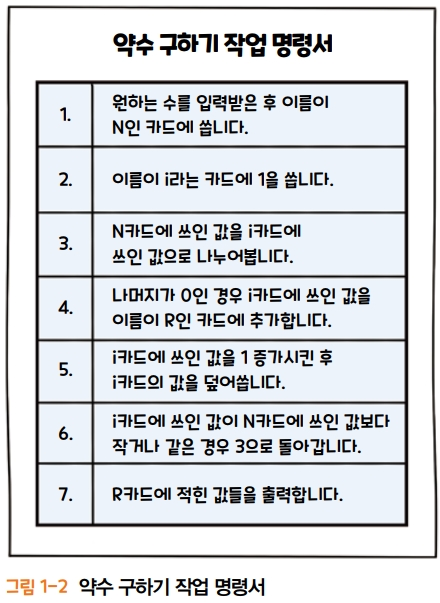 약수 구하기 작업 명령서
1.
원하는 수를 입력받은 후 이름이
N인 카드에 씁니다.
2.
이름이 i라는 카드에 1을 씁니다.
3.
N카드에 쓰인 값을 i카드에
쓰인 값으로 나누어봅니다.
4.
나머지가 0인 경우 i카드에 쓰인 값을
이름이 R인 카드에 추가합니다.
5.
i카드에 쓰인 값을 1 증가시킨 후
i카드의 값을 덮어씁니다.
6.
i카드에 쓰인 값이 N카드에 쓰인 값보다
작거나 같은 경우 3으로 돌아갑니다.
7.
R카드에 적힌 값들을 출력합니다.
그림 1-2 약수 구하기 작업 명령서